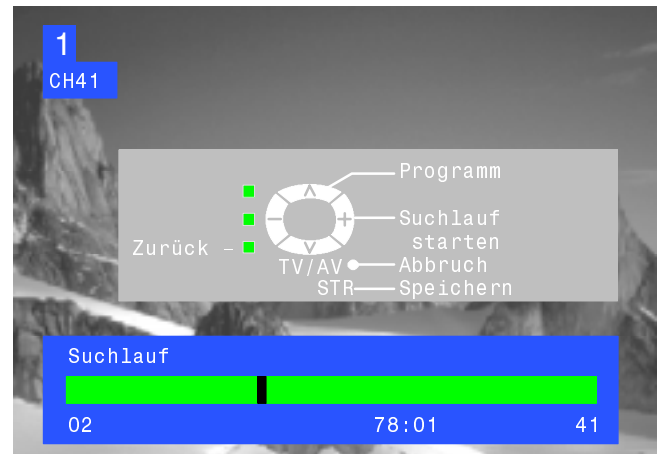 1
CH41
Programm
Suchlauf
starten
Zurück –
TV/AV Abbruch
STR Speichern
Suchlauf
02 78:01 41